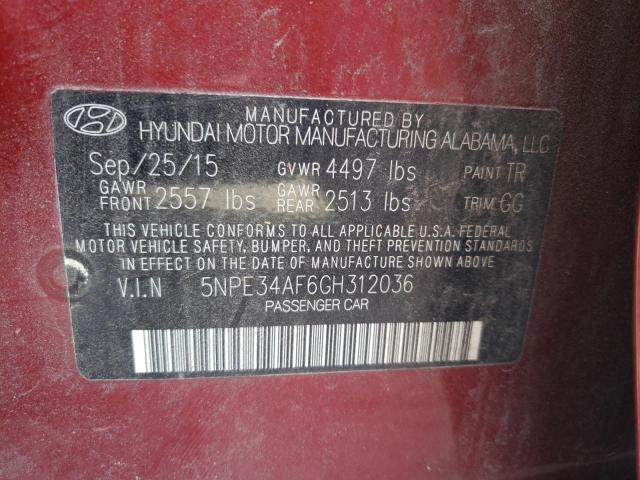 MANUFACTURED BY
HYUNDAI MOTOR MANUFACTURING ALABAMA, LLC
Sep/25/15 GVWR 4497 lbs PAINT TR
GAWR FRONT 2557 lbs GAWR REAR 2513 lbs TRIM GG
THIS VEHICLE CONFORMS TO ALL APPLICABLE U.S.A. FEDERAL
MOTOR VEHICLE SAFETY, BUMPER, AND THEFT PREVENTION STANDARDS
IN EFFECT ON THE DATE OF MANUFACTURE SHOWN ABOVE.
V.I.N 5NPE34AF6GH312036
PASSENGER CAR